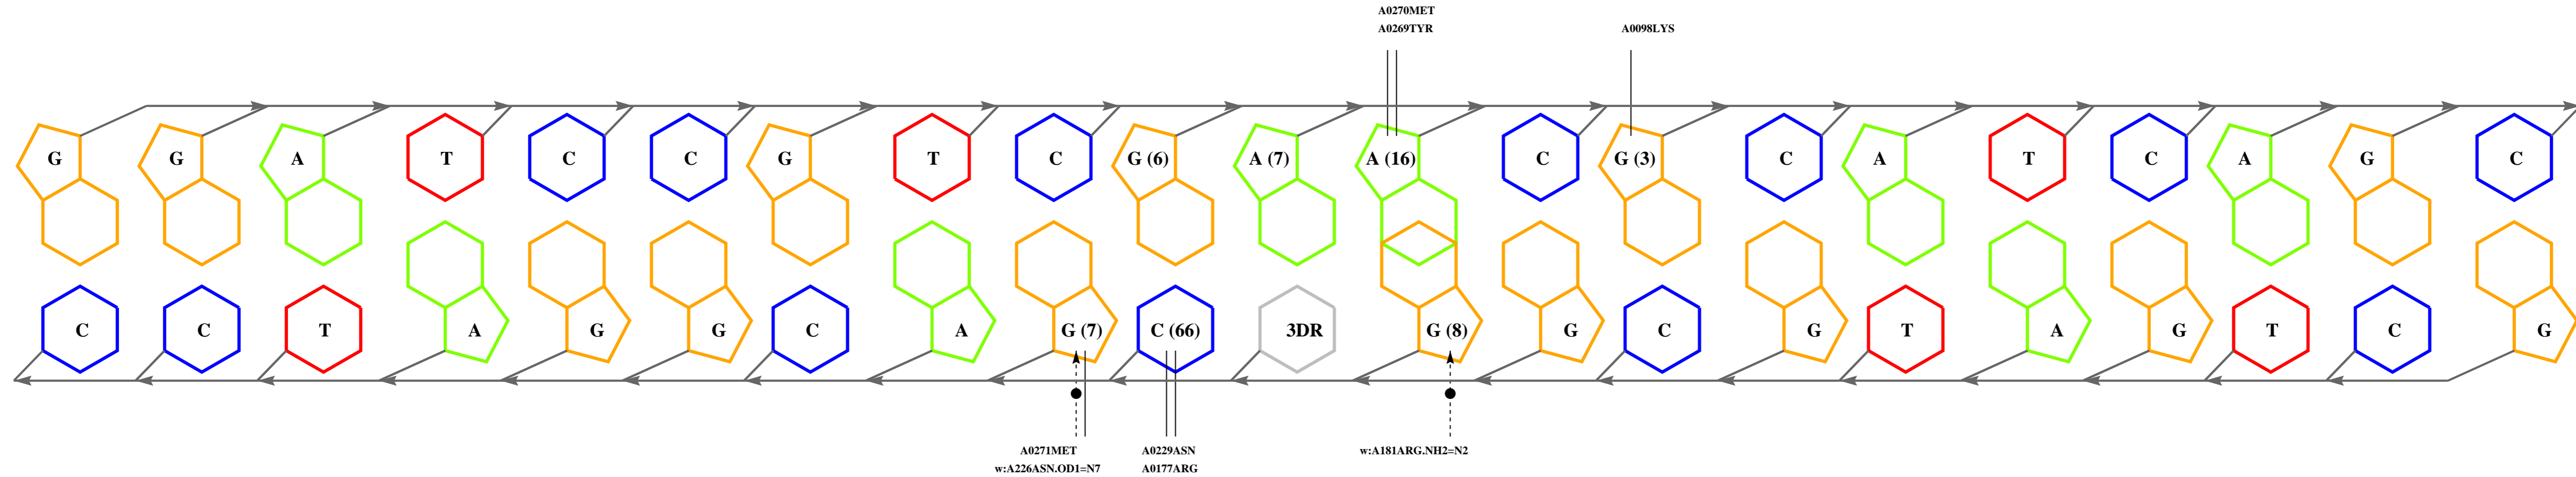 A0270MET
A0269TYR A0098LYS
G G A T C C G T C G (6) A (7) A (16) C G (3) C A T C A G C
C C T A G G C A G (7) C (66) 3DR G (8) G C G T A G T C G
A0271MET A0229ASN w:A181ARG.NH2=N2
w:A226ASN.OD1=N7 A0177ARG